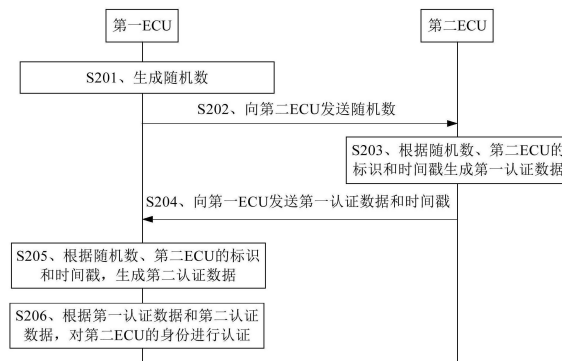 第一ECU
第二ECU
S201、生成随机数
S202、向第二ECU发送随机数
S203、根据随机数、第二ECU的
标识和时间戳生成第一认证数据
S204、向第一ECU发送第一认证数据和时间戳
S205、根据随机数、第二ECU的标识
和时间戳，生成第二认证数据
S206、根据第一认证数据和第二认证
数据，对第二ECU的身份进行认证